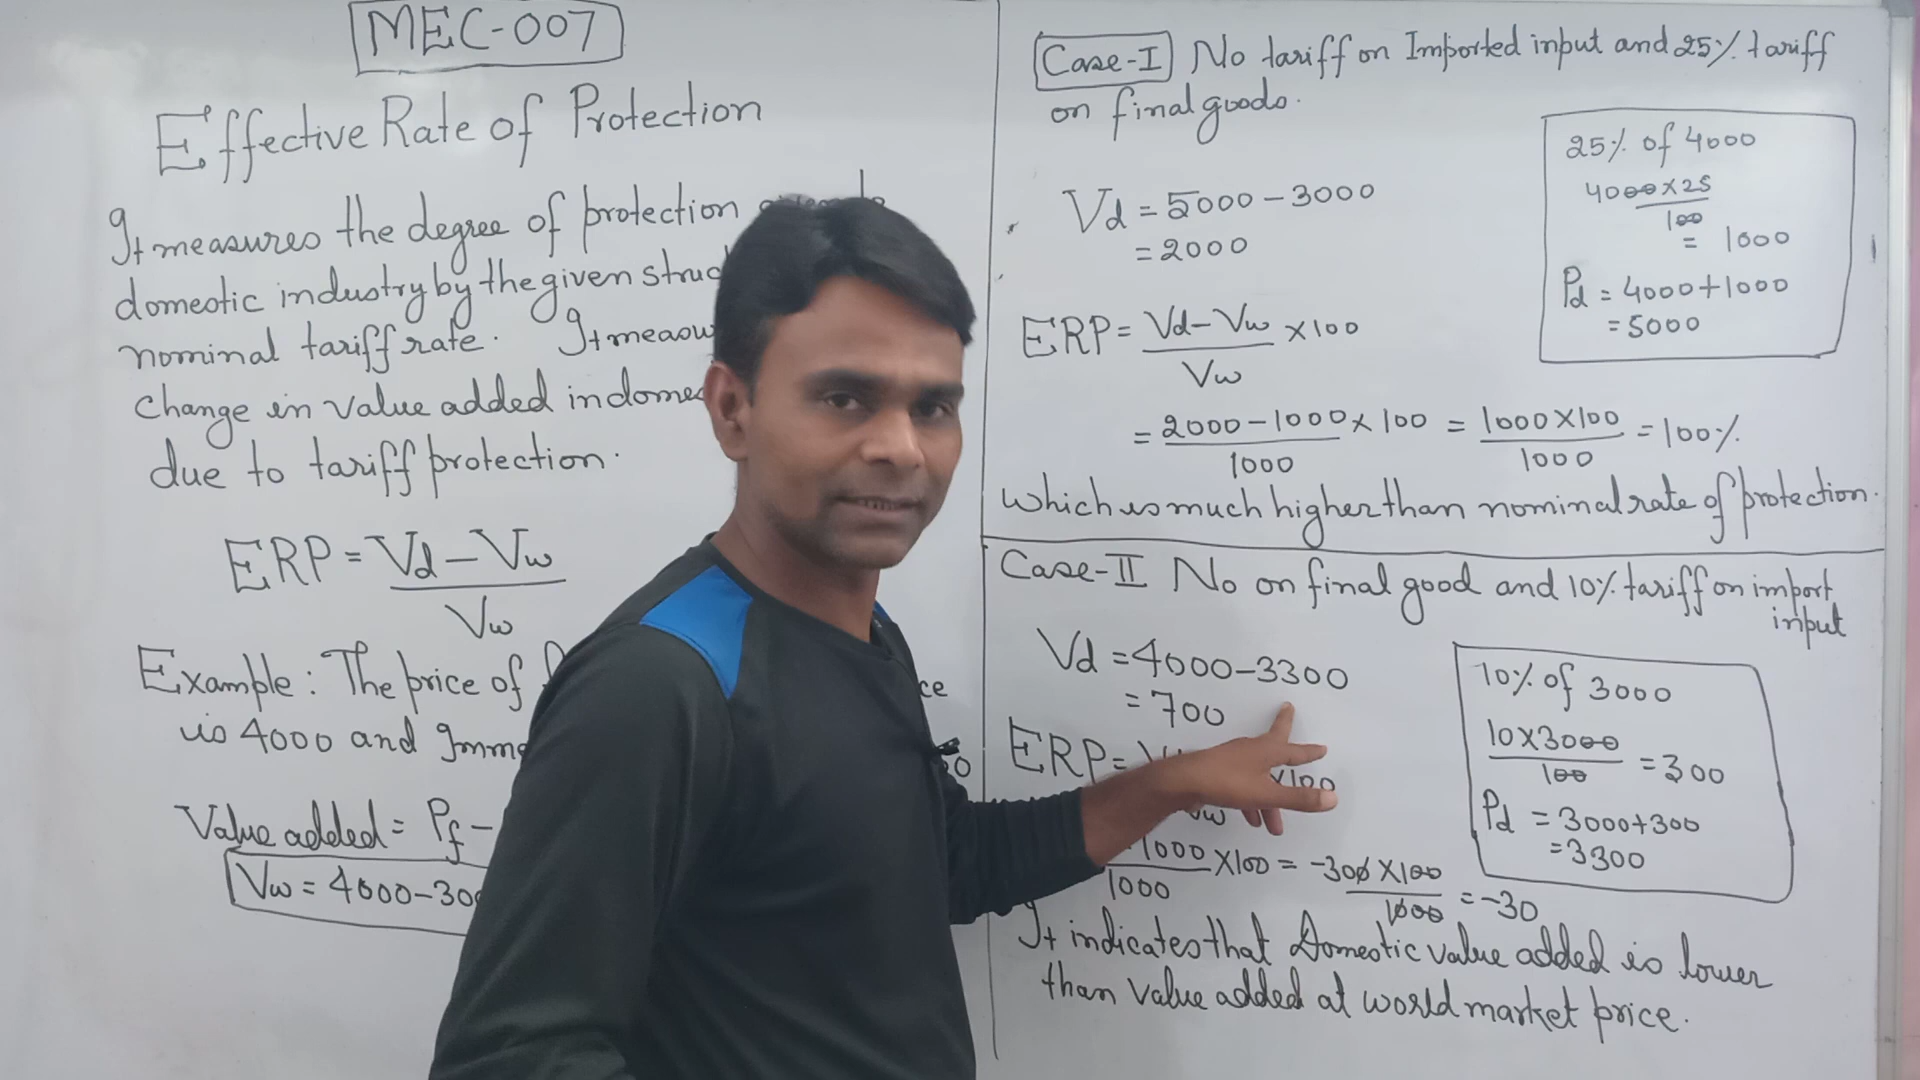 MEC-007
Effective Rate of Protection
It measures the degree of protection
domestic industry by the given
nominal tariff rate. It
change in value added in
due to tariff protection.
ERP = Vd - Vw
Vw
Example: The price of
is 4000 and
Value added = Pf -
Vw = 4000-
Case-I No tariff on Imported input and 25% tariff
on final goods.
Vd = 5000 - 3000
= 2000
ERP = Vd - Vw × 100
Vw
= 2000 - 1000 × 100 = 1000 × 100 = 100%
1000 1000
which is much higher than nominal rate of protection.
25% of 4000
4000 × 25
100
= 1000
Pd = 4000 + 1000
= 5000
Case-II No on final good and 10% tariff on import
input
Vd = 4000 - 3300
= 700
ERP =
×100
Vw
- 1000 × 100 = -300 × 100 = -30
1000 1000
It indicates that Domestic value added is lower
than value added at world market price.
10% of 3000
10 × 3000 = 300
100
Pd = 3000 + 300
= 3300